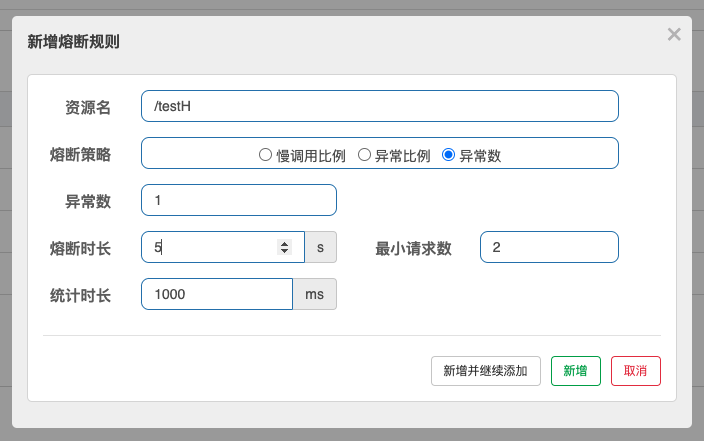 新增熔断规则
资源名 /testH
熔断策略 慢调用比例 异常比例 异常数
异常数 1
熔断时长 5 s 最小请求数 2
统计时长 1000 ms
新增并继续添加 新增 取消